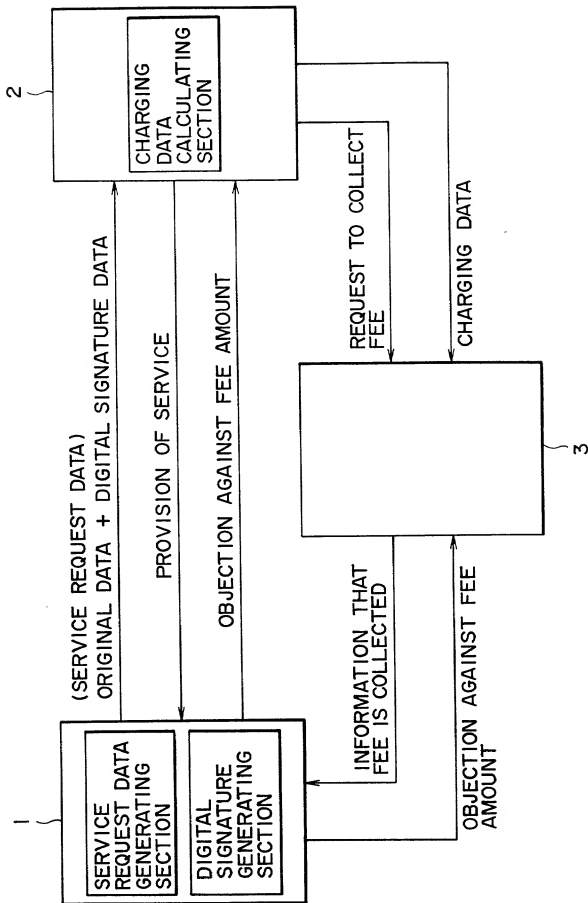 1
SERVICE
REQUEST DATA
GENERATING
SECTION
DIGITAL
SIGNATURE
GENERATING
SECTION
(SERVICE REQUEST DATA)
ORIGINAL DATA + DIGITAL SIGNATURE DATA
PROVISION OF SERVICE
OBJECTION AGAINST FEE AMOUNT
2
CHARGING
DATA
CALCULATING
SECTION
INFORMATION THAT
FEE IS COLLECTED
OBJECTION AGAINST FEE
AMOUNT
REQUEST TO COLLECT
FEE
CHARGING DATA
3